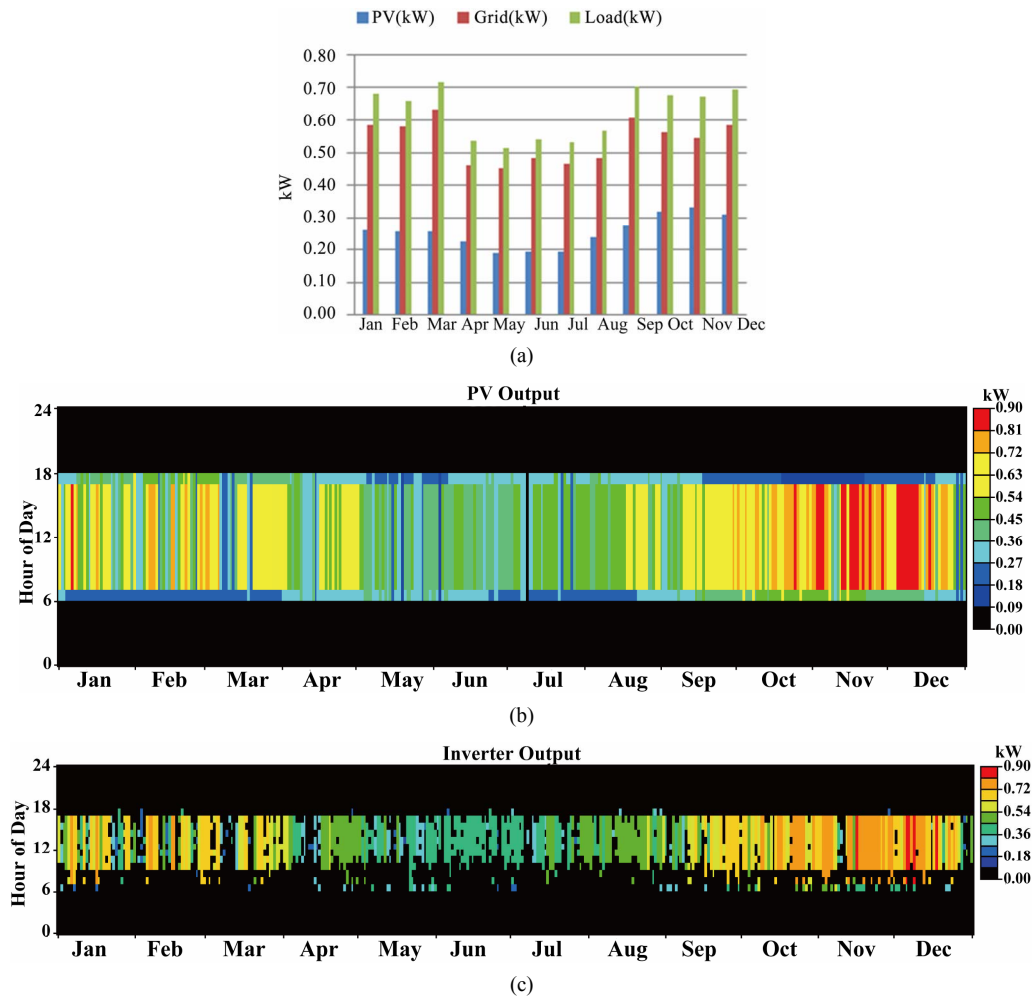 PV(kW) Grid(kW) Load(kW)
0.80
0.70
0.60
0.50
0.40
0.30
0.20
0.10
0.00
kW
Jan Feb Mar Apr May Jun Jul Aug Sep Oct Nov Dec
(a)
PV Output
kW
24
18
12
6
0
Hour of Day
0.90
0.81
0.72
0.63
0.54
0.45
0.36
0.27
0.18
0.09
0.00
Jan Feb Mar Apr May Jun Jul Aug Sep Oct Nov Dec
(b)
Inverter Output
kW
24
18
12
6
0
Hour of Day
0.90
0.72
0.54
0.36
0.18
0.00
Jan Feb Mar Apr May Jun Jul Aug Sep Oct Nov Dec
(c)